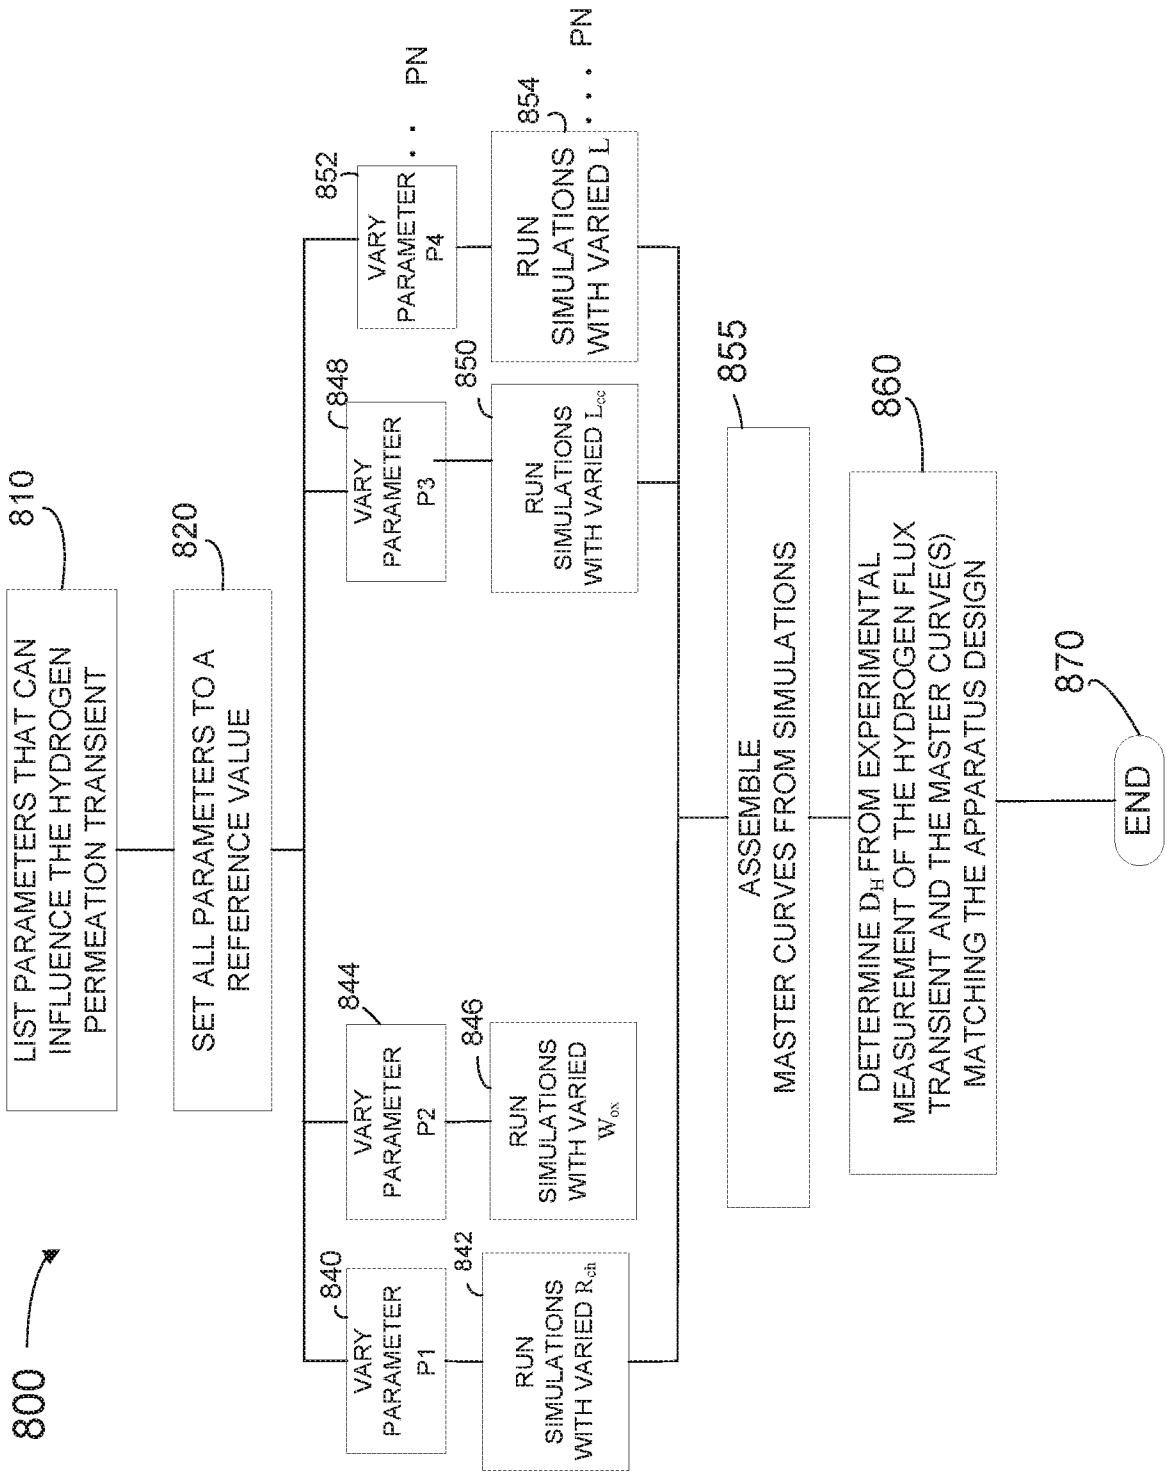 800
LIST PARAMETERS THAT CAN
INFLUENCE THE HYDROGEN
PERMEATION TRANSIENT
810
SET ALL PARAMETERS TO A
REFERENCE VALUE
820
VARY
PARAMETER
P1
840
VARY
PARAMETER
P2
844
VARY
PARAMETER
P3
848
VARY
PARAMETER
P4
852
. . PN
RUN
SIMULATIONS
WITH VARIED Rch
842
RUN
SIMULATIONS
WITH VARIED
Wox
846
RUN
SIMULATIONS
WITH VARIED Lcc
850
RUN
SIMULATIONS
WITH VARIED L
854
. . . . PN
ASSEMBLE
MASTER CURVES FROM SIMULATIONS
855
DETERMINE DH FROM EXPERIMENTAL
MEASUREMENT OF THE HYDROGEN FLUX
TRANSIENT AND THE MASTER CURVE(S)
MATCHING THE APPARATUS DESIGN
860
END
870